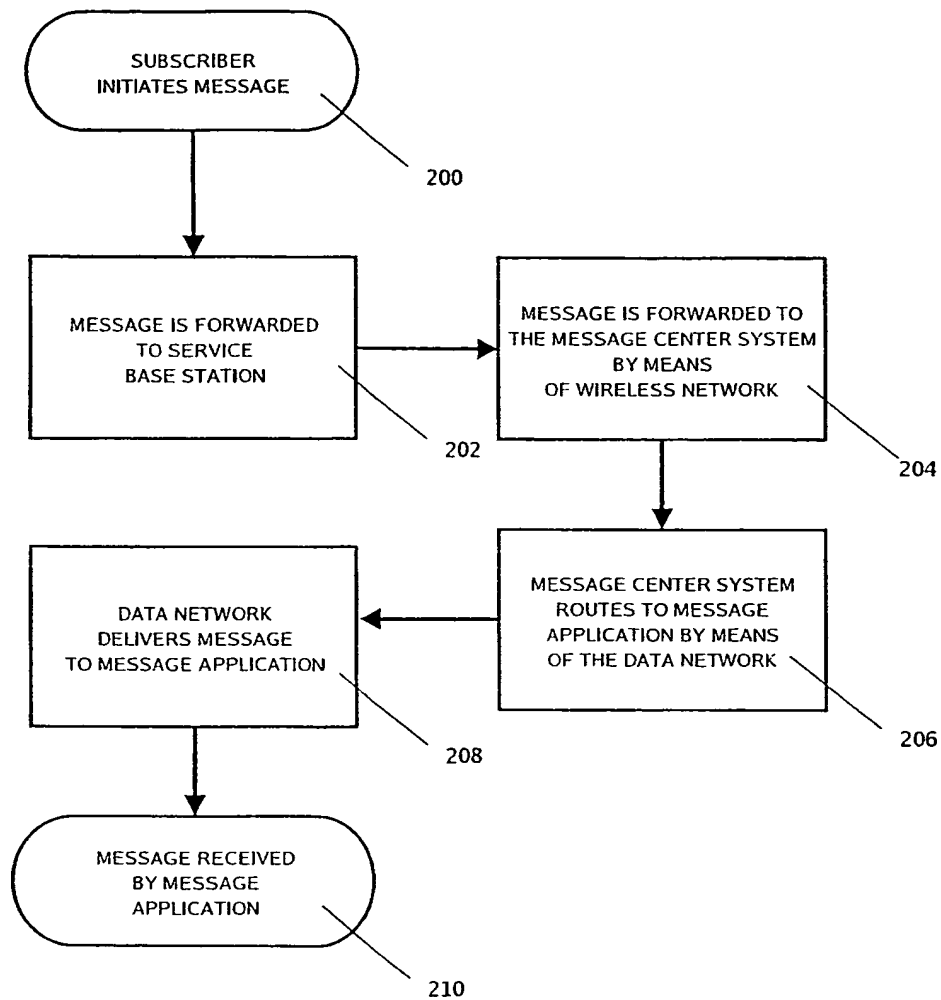 SUBSCRIBER
INITIATES MESSAGE
200
MESSAGE IS FORWARDED
TO SERVICE
BASE STATION
202
MESSAGE IS FORWARDED TO
THE MESSAGE CENTER SYSTEM
BY MEANS
OF WIRELESS NETWORK
204
MESSAGE CENTER SYSTEM
ROUTES TO MESSAGE
APPLICATION BY MEANS
OF THE DATA NETWORK
206
DATA NETWORK
DELIVERS MESSAGE
TO MESSAGE APPLICATION
208
MESSAGE RECEIVED
BY MESSAGE
APPLICATION
210